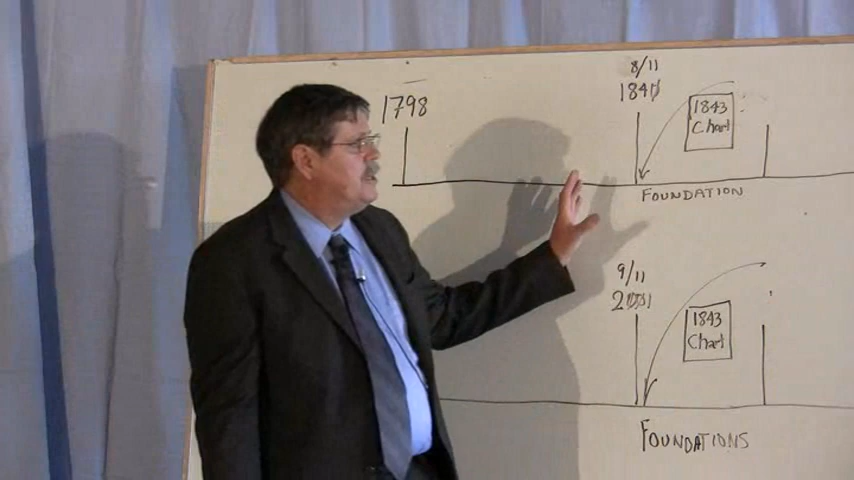 1798
8/11
1840
1843
Chart
FOUNDATION
9/11
2001
1843
Chart
FOUNDATIONS